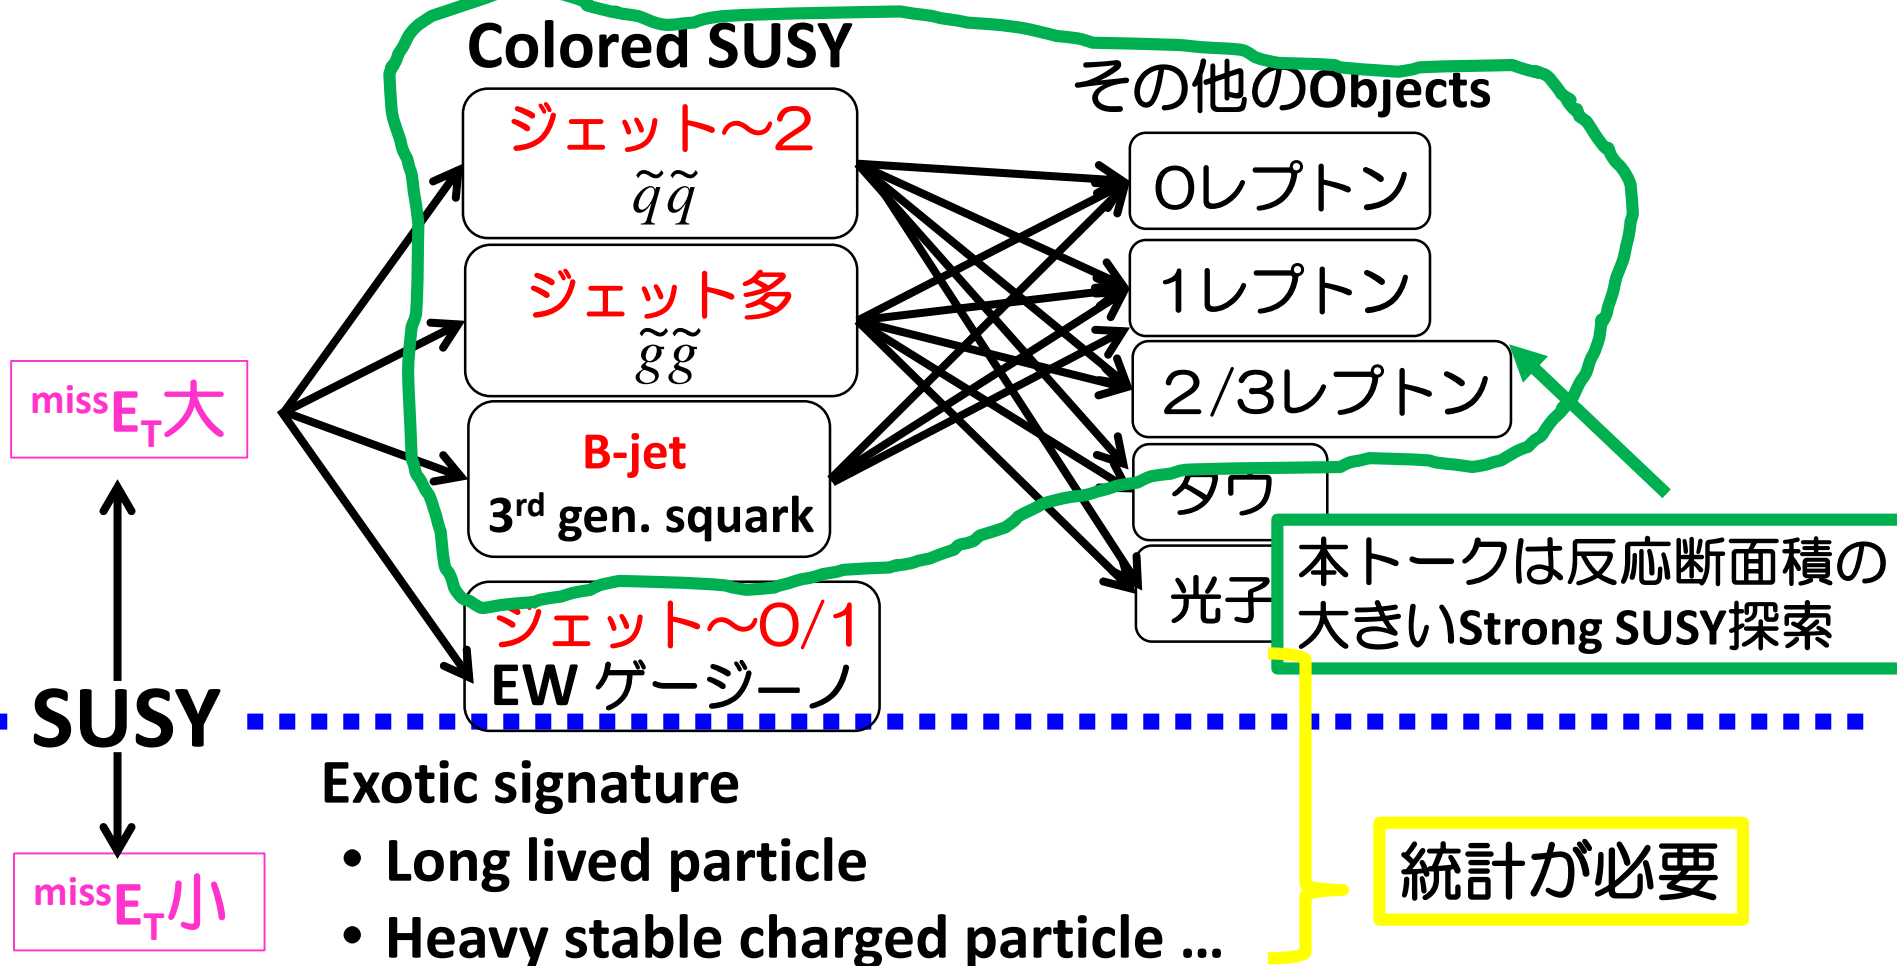 Colored SUSY
その他のObjects
ジェット～2
q̃ q̃
ジェット多
g̃ g̃
B-jet
3rd gen. squark
ジェット～0/1
EW ゲージーノ
0レプトン
1レプトン
2/3レプトン
タウ
光子
missET大
SUSY
missET小
本トークは反応断面積の
大きいStrong SUSY探索
Exotic signature
• Long lived particle
• Heavy stable charged particle ...
統計が必要